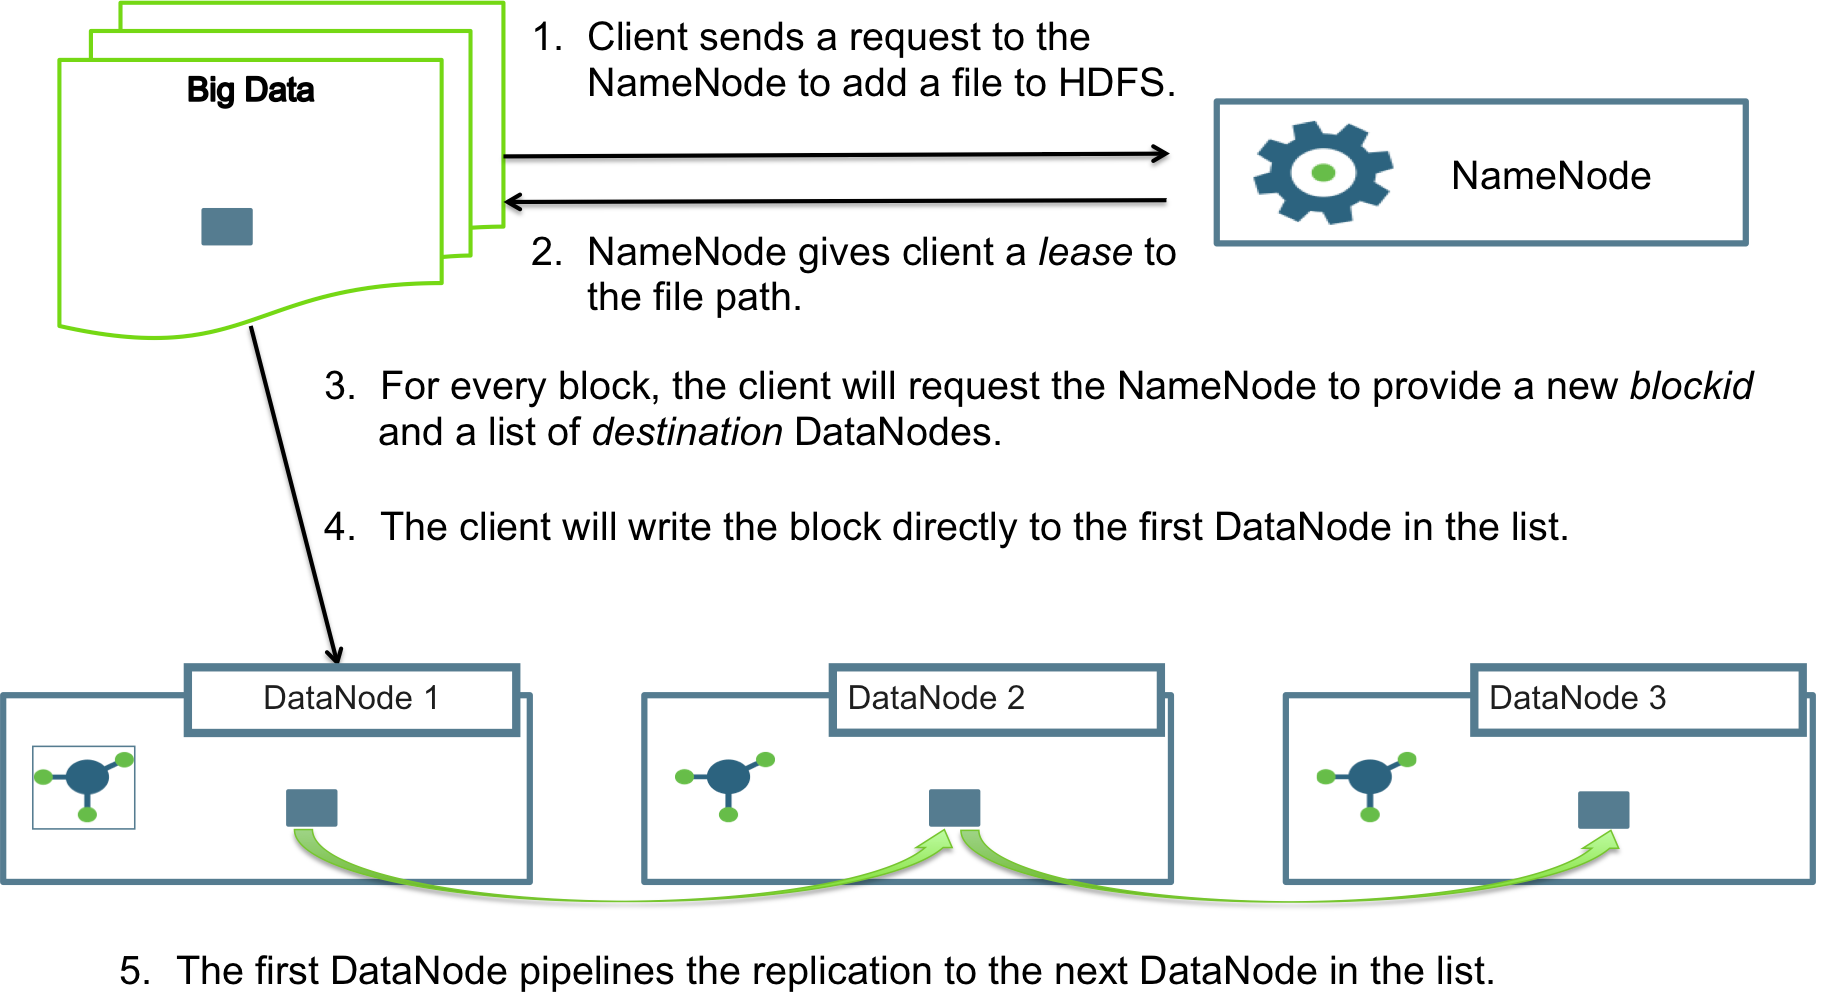 Big Data
1. Client sends a request to the
NameNode to add a file to HDFS.
NameNode
2. NameNode gives client a lease to
the file path.
3. For every block, the client will request the NameNode to provide a new blockid
and a list of destination DataNodes.
4. The client will write the block directly to the first DataNode in the list.
DataNode 1
DataNode 2
DataNode 3
5. The first DataNode pipelines the replication to the next DataNode in the list.